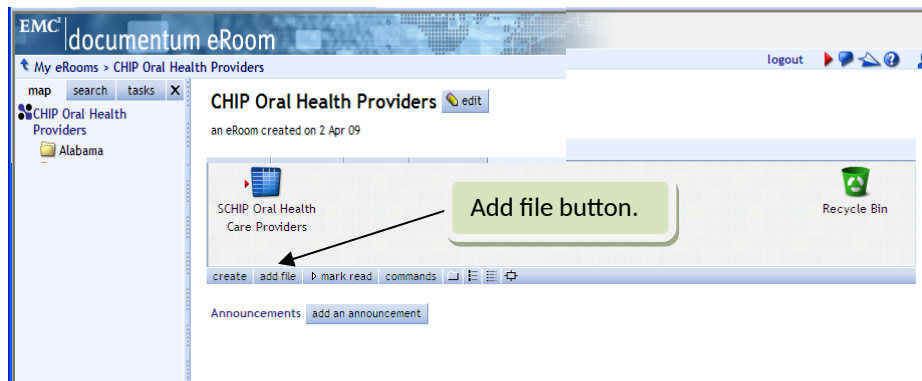 EMC² documentum eRoom
My eRooms > CHIP Oral Health Providers
logout
map search tasks X
CHIP Oral Health
Providers
Alabama
CHIP Oral Health Providers edit
an eRoom created on 2 Apr 09
SCHIP Oral Health
Care Providers
Add file button.
Recycle Bin
create add file mark read commands
Announcements add an announcement